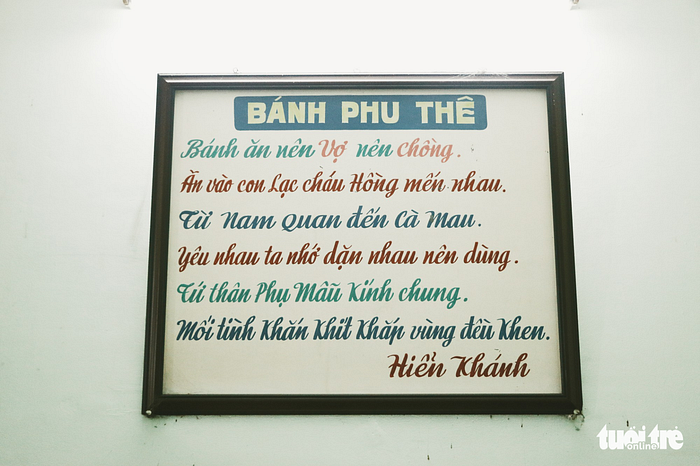 BÁNH PHU THÊ
Bánh ăn nên Vợ nên chồng.
Ăn vào con Lạc cháu Hồng mến nhau.
Từ Nam Quan đến Cà Mau.
Yêu nhau ta nhớ dặn nhau nên dùng.
Tứ thân Phụ Mẫu Kính chung.
Mối tình Khăn Khít Khắp vùng đều Khen.
Hiển Khánh
tuổi trẻ
online